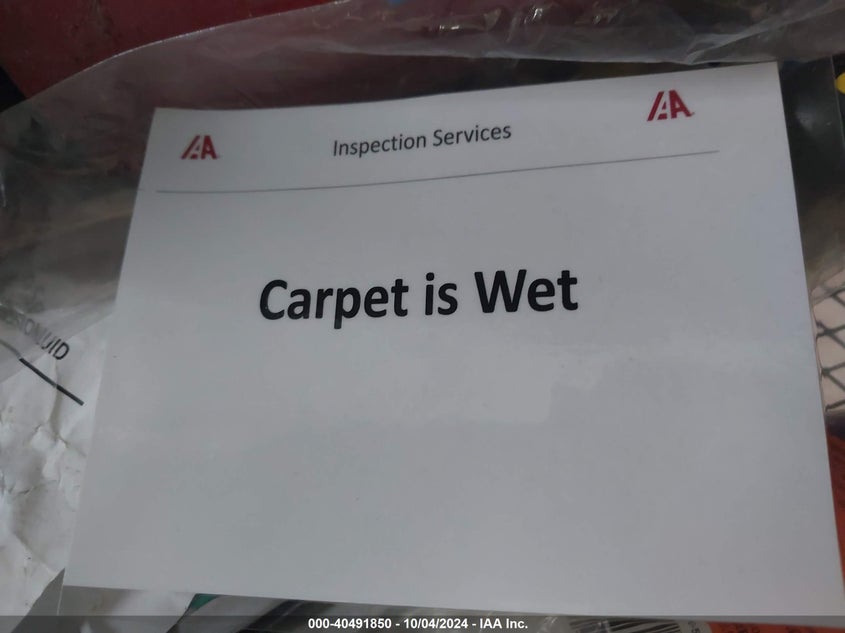 IAA Inspection Services IAA
Carpet is Wet
000-40491850 - 10/04/2024 - IAA Inc.